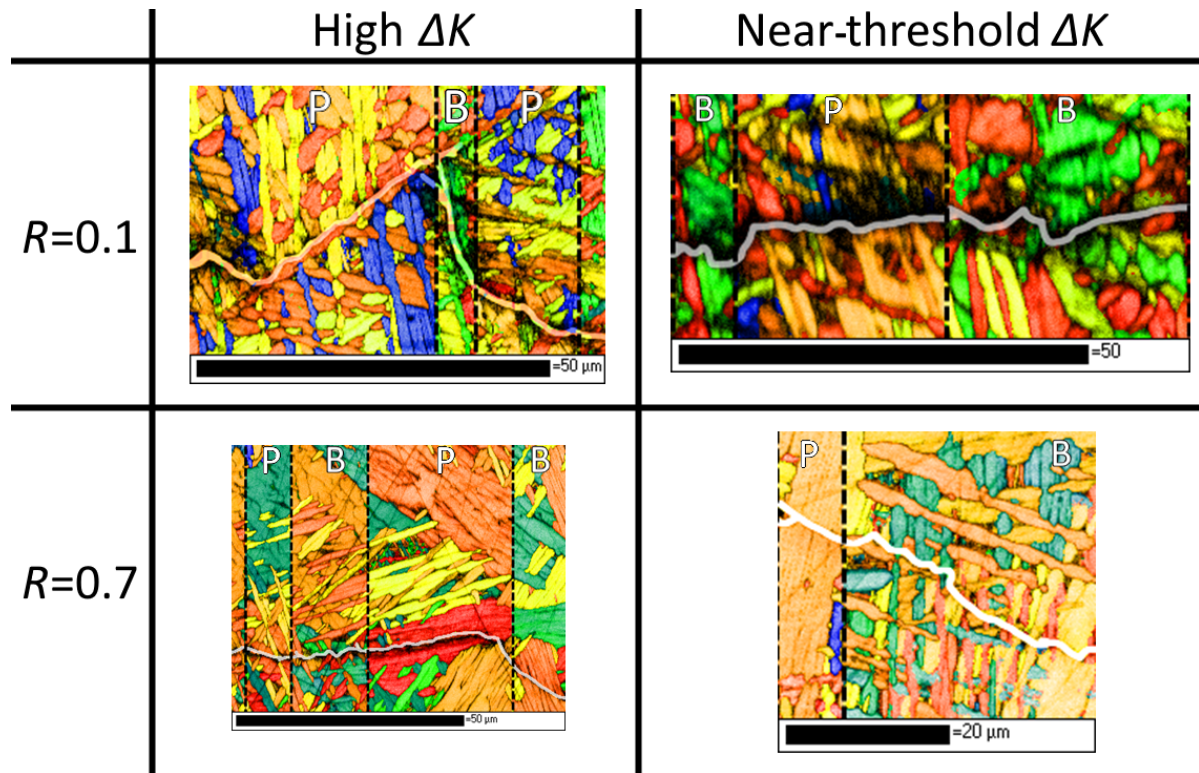 High ΔK
Near-threshold ΔK
R=0.1
P B P
=50 μm
B P B
=50
R=0.7
P B P B
=50 μm
P B
=20 μm